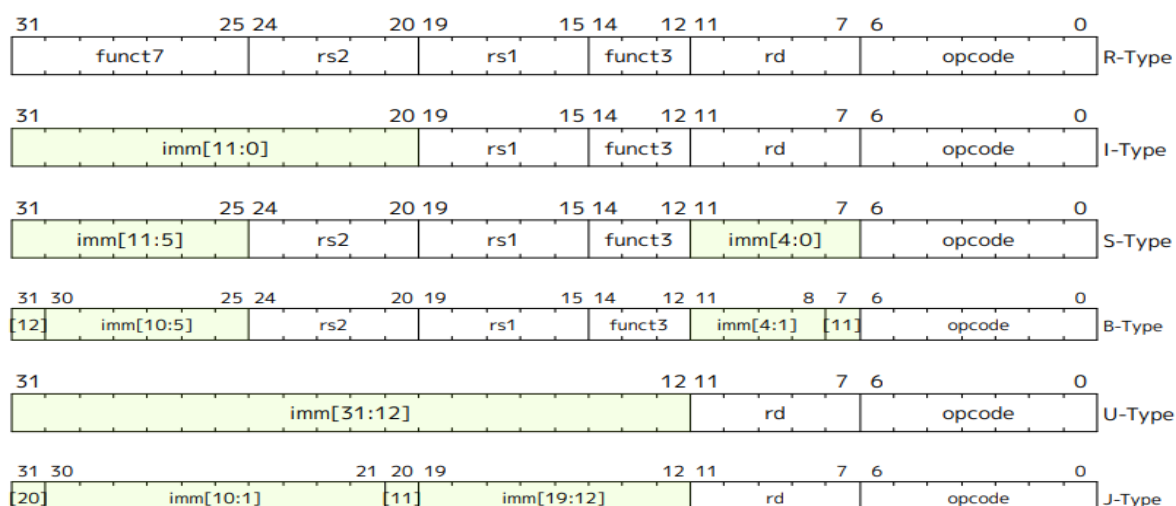 31 25 24 20 19 15 14 12 11 7 6 0
funct7 rs2 rs1 funct3 rd opcode R-Type
31 20 19 15 14 12 11 7 6 0
imm[11:0] rs1 funct3 rd opcode I-Type
31 25 24 20 19 15 14 12 11 7 6 0
imm[11:5] rs2 rs1 funct3 imm[4:0] opcode S-Type
31 30 25 24 20 19 15 14 12 11 8 7 6 0
[12] imm[10:5] rs2 rs1 funct3 imm[4:1] [11] opcode B-Type
31 12 11 7 6 0
imm[31:12] rd opcode U-Type
31 30 21 20 19 12 11 7 6 0
[20] imm[10:1] [11] imm[19:12] rd opcode J-Type